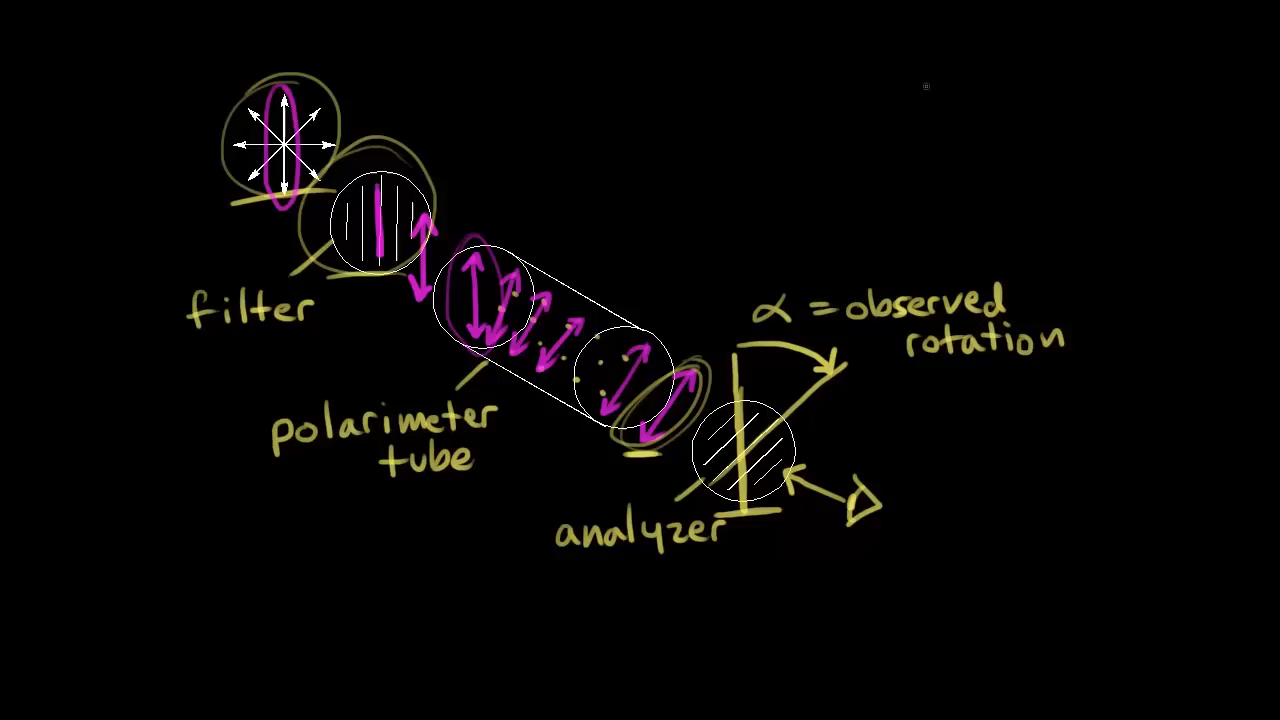 filter
α = observed
rotation
polarimeter
tube
analyzer